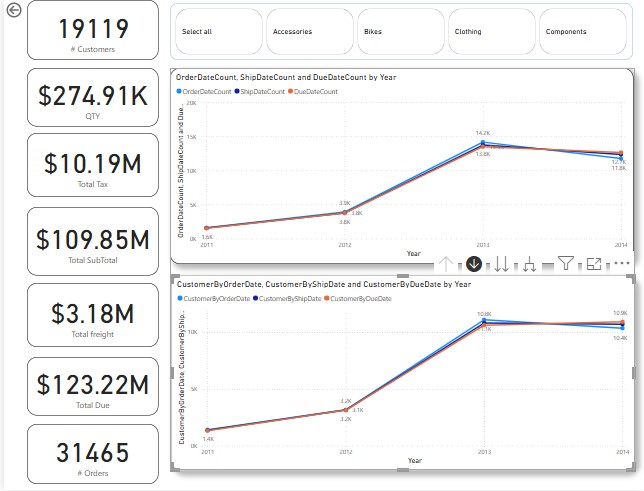 19119
# Customers
$274.91K
QTY
$10.19M
Total Tax
$109.85M
Total SubTotal
$3.18M
Total freight
$123.22M
Total Due
31465
# Orders
Select all
Accessories
Bikes
Clothing
Components
OrderDateCount, ShipDateCount and DueDateCount by Year
OrderDateCount ShipDateCount DueDateCount
OrderDateCount, ShipDateCount and Due...
20K
15K
10K
5K
0K
1.6K
3.9K
3.8K
3.8K
14.2K
13.8K
12.7K
11.8K
2011 2012 2013 2014
Year
CustomerByOrderDate, CustomerByShipDate and CustomerByDueDate by Year
CustomerByOrderDate CustomerByShipDate CustomerByDueDate
CustomerByOrderDate, CustomerByShip...
10K
5K
0K
1.4K
3.2K
3.1K
3.2K
10.8K
10.9K
10.4K
2011 2012 2013 2014
Year